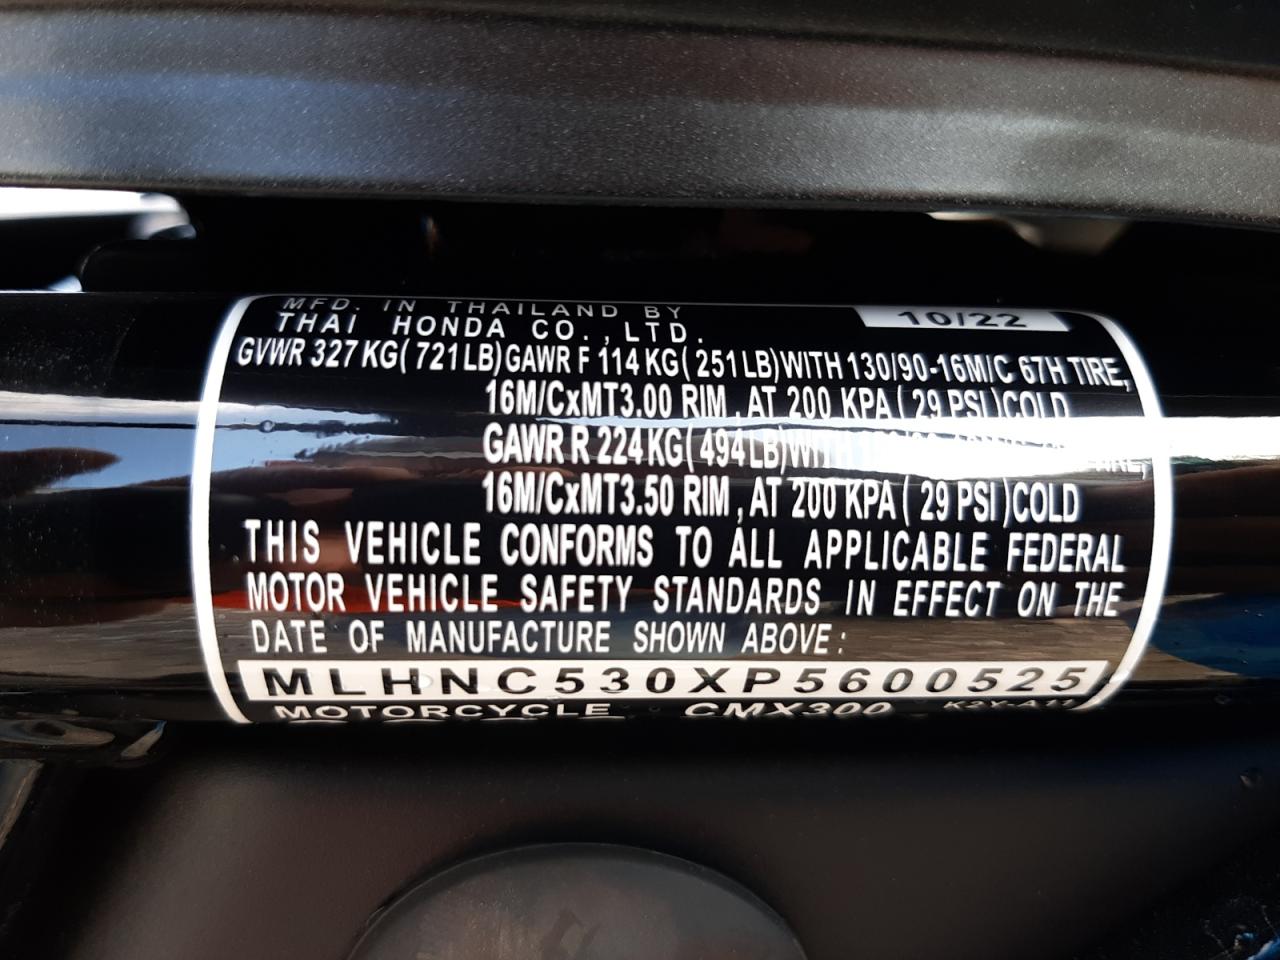 MFD. IN THAILAND BY
THAI HONDA CO., LTD. 10/22
GVWR 327 KG( 721 LB)GAWR F 114 KG( 251 LB)WITH 130/90-16M/C 67H TIRE,
16M/CxMT3.00 RIM , AT 200 KPA ( 29 PSI )COLD
GAWR R 224 KG( 494 LB)WITH
16M/CxMT3.50 RIM , AT 200 KPA ( 29 PSI )COLD
THIS VEHICLE CONFORMS TO ALL APPLICABLE FEDERAL
MOTOR VEHICLE SAFETY STANDARDS IN EFFECT ON THE
DATE OF MANUFACTURE SHOWN ABOVE :
MLHNC530XP5600525
MOTORCYCLE CMX300 K2Y-A11